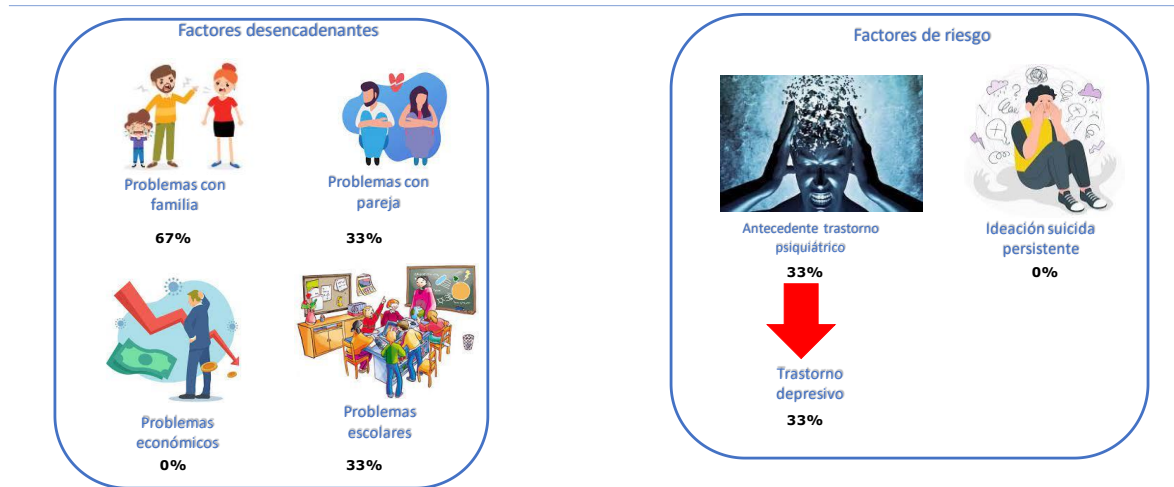 Factores desencadenantes
Problemas con
familia
67%
Problemas con
pareja
33%
Problemas
económicos
0%
Problemas
escolares
33%
Factores de riesgo
Antecedente trastorno
psiquiátrico
33%
Ideación suicida
persistente
0%
Trastorno
depresivo
33%